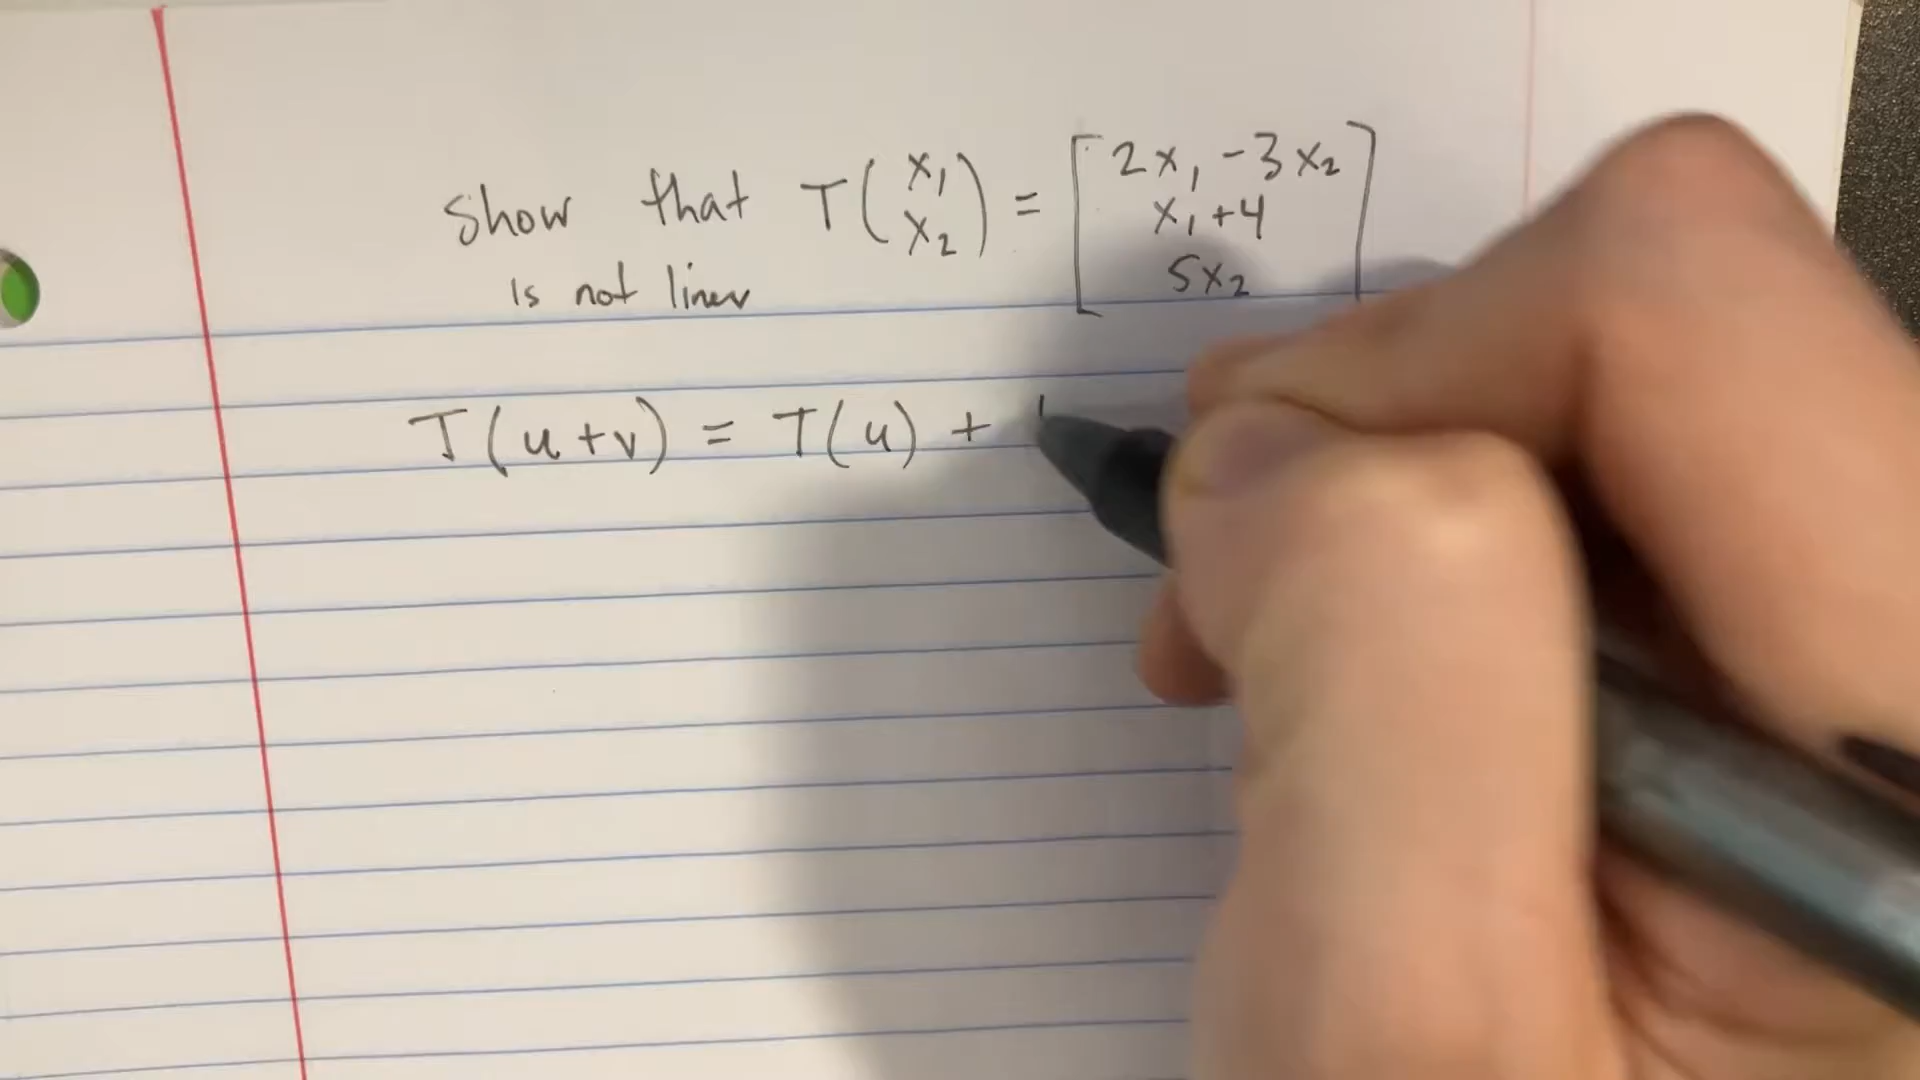 Show that T(x₁ x₂) = [2x₁ -3x₂ x₁ +4 5x₂]
is not liner
T(u+v) = T(u) +